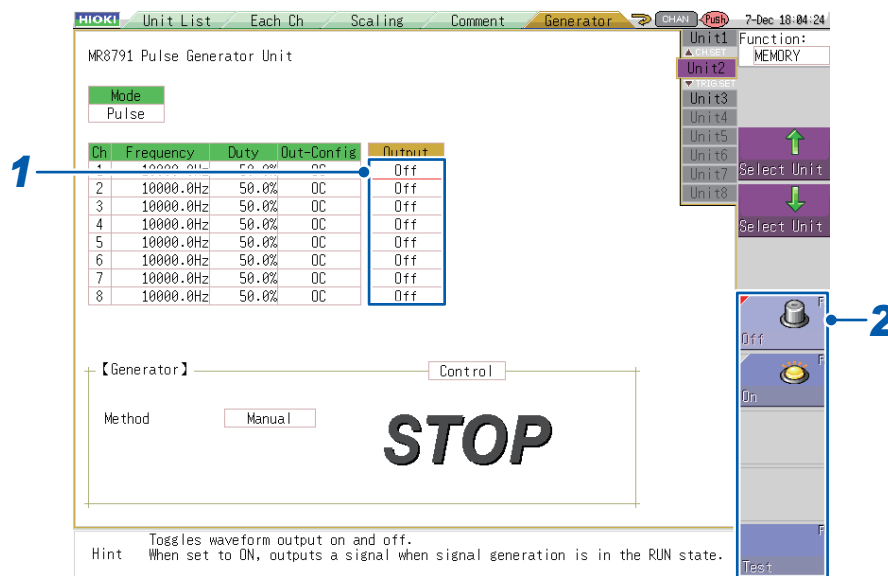 HIOKI Unit List Each Ch Scaling Comment Generator CHAN Push 7-Dec 18:04:24
Unit1 Function:
MEMORY
MR8791 Pulse Generator Unit
▲CH.SET
Unit2
▼TRIG.SET
Unit3
Unit4
Unit5
Unit6
Unit7
Unit8
Select Unit
Select Unit
Mode
Pulse
Ch Frequency Duty Out-Config Output
1 10000.0Hz 50.0% OC Off
2 10000.0Hz 50.0% OC Off
3 10000.0Hz 50.0% OC Off
4 10000.0Hz 50.0% OC Off
5 10000.0Hz 50.0% OC Off
6 10000.0Hz 50.0% OC Off
7 10000.0Hz 50.0% OC Off
8 10000.0Hz 50.0% OC Off
1
2
F
Off
F
On
F
Test
【Generator】 Control
Method Manual
STOP
Hint Toggles waveform output on and off.
When set to ON, outputs a signal when signal generation is in the RUN state.